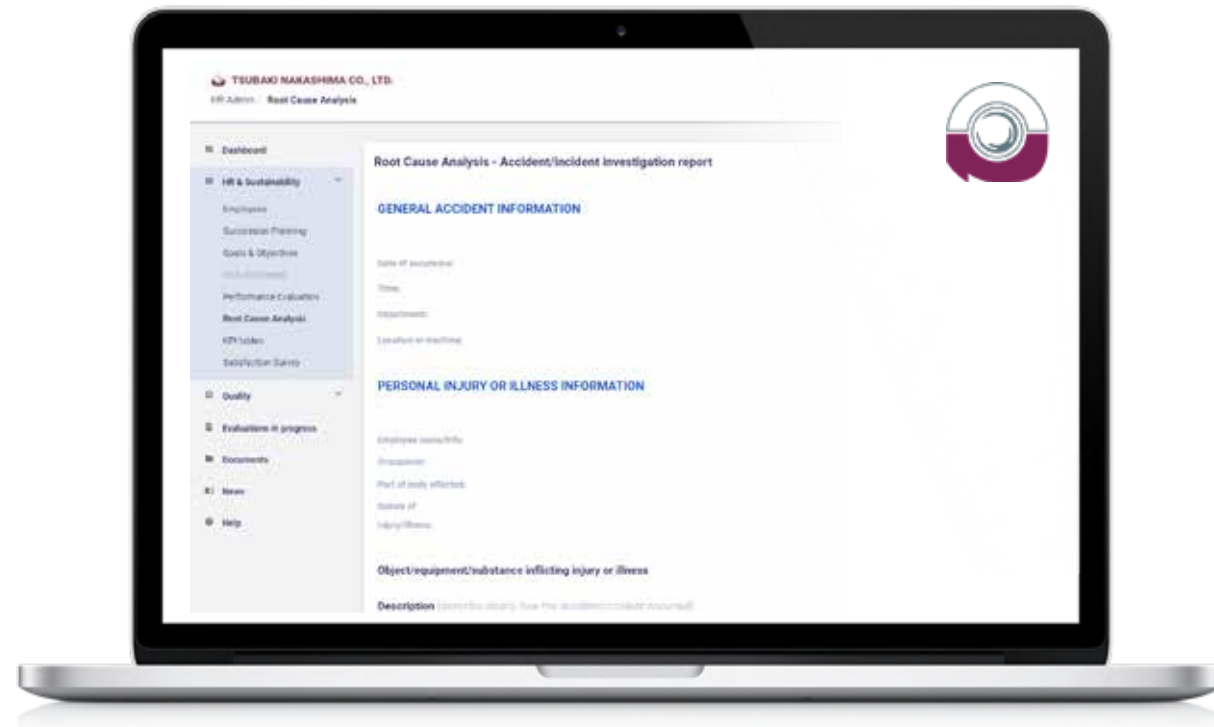 TSUBAKI NAKASHIMA CO., LTD.
HR Admin / Root Cause Analysis
Dashboard
HR & Sustainability
Employees
Succession Planning
Goals & Objectives
Performance Evaluation
Root Cause Analysis
KPI tables
Satisfaction Survey
Quality
Evaluations in progress
Documents
News
Help
Root Cause Analysis - Accident/Incident investigation report
GENERAL ACCIDENT INFORMATION
Date of occurrence:
Time:
Department:
Location or machine:
PERSONAL INJURY OR ILLNESS INFORMATION
Employee name/info:
Occupation:
Part of body affected:
Nature of
injury/illness:
Object/equipment/substance inflicting injury or illness
Description